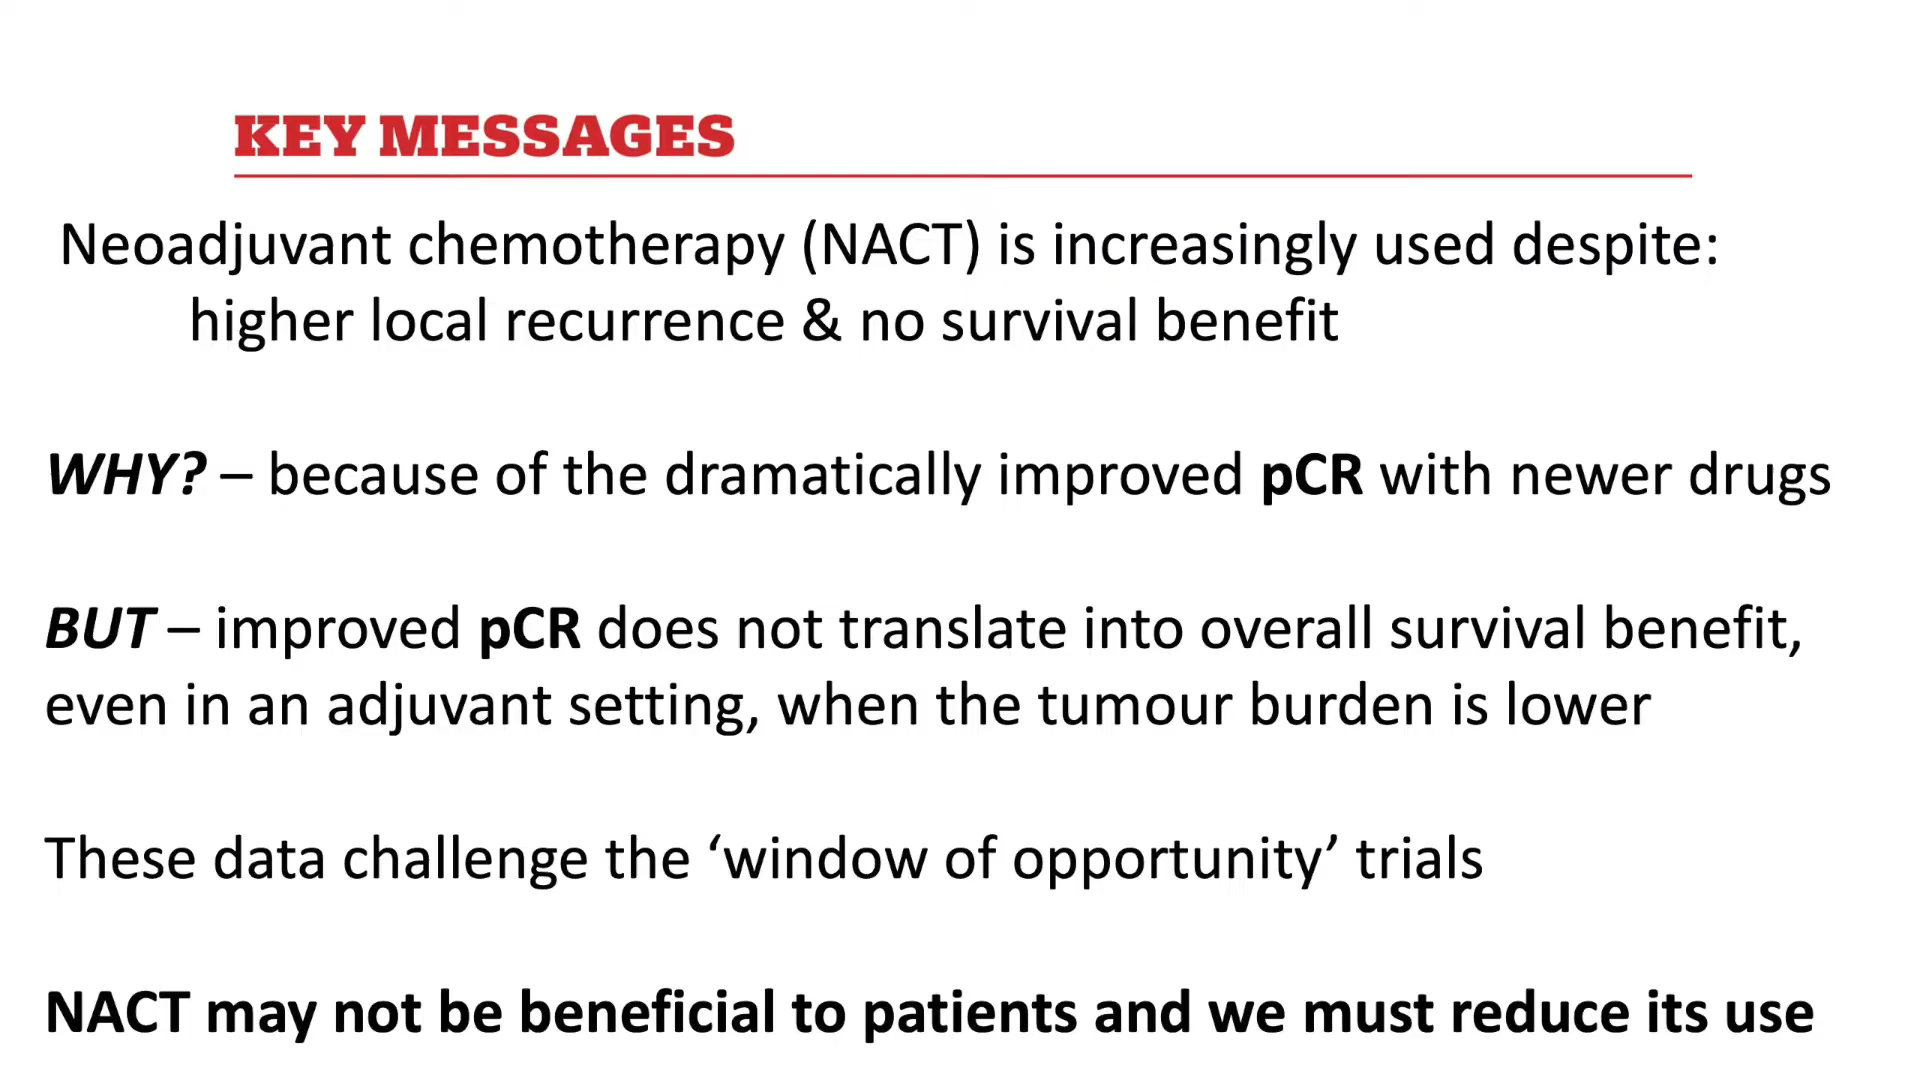 KEY MESSAGES
Neoadjuvant chemotherapy (NACT) is increasingly used despite:
higher local recurrence & no survival benefit
WHY? – because of the dramatically improved pCR with newer drugs
BUT – improved pCR does not translate into overall survival benefit,
even in an adjuvant setting, when the tumour burden is lower
These data challenge the ‘window of opportunity’ trials
NACT may not be beneficial to patients and we must reduce its use